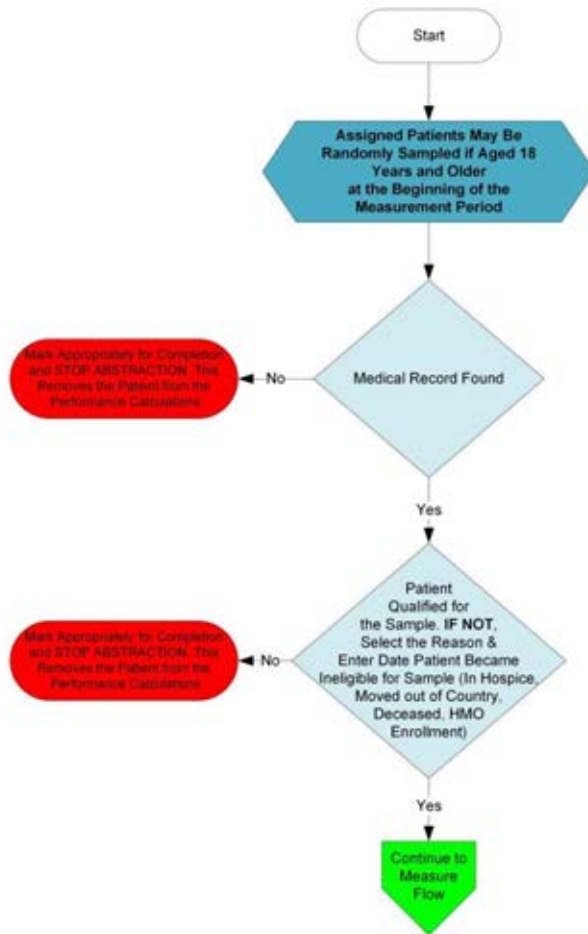 Start
Assigned Patients May Be
Randomly Sampled if Aged 18
Years and Older
at the Beginning of the
Measurement Period
Mark Appropriately for Completion
and STOP ABSTRACTION. This
Removes the Patient from the
Performance Calculations
No
Medical Record Found
Yes
Patient
Qualified for
the Sample. IF NOT,
Select the Reason &
Enter Date Patient Became
Ineligible for Sample (In Hospice,
Moved out of Country,
Deceased, HMO
Enrollment)
Mark Appropriately for Completion
and STOP ABSTRACTION. This
Removes the Patient from the
Performance Calculations
No
Yes
Continue to
Measure
Flow